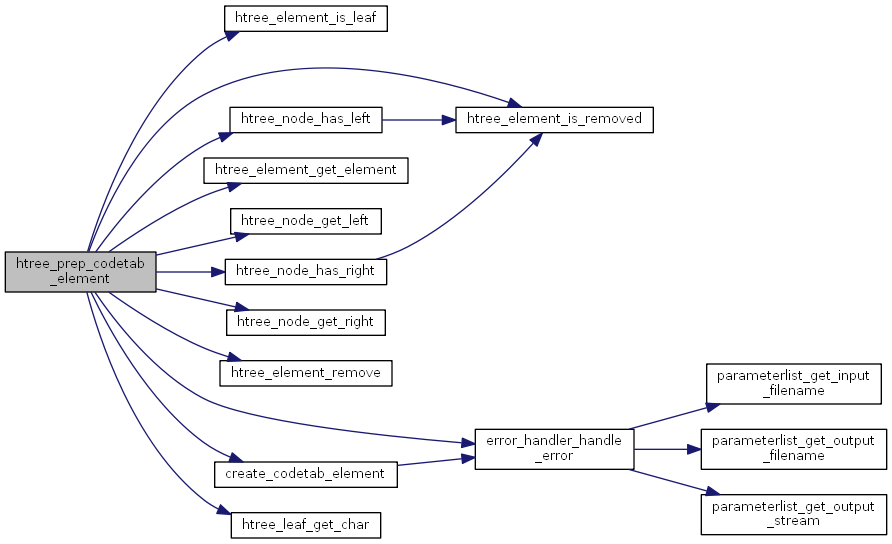 htree_element_is_leaf
htree_element_is_removed
htree_node_has_left
htree_element_get_element
htree_node_get_left
htree_prep_codetab
_element
htree_node_has_right
htree_node_get_right
htree_element_remove
parameterlist_get_input
_filename
error_handler_handle
_error
parameterlist_get_output
_filename
create_codetab_element
parameterlist_get_output
_stream
htree_leaf_get_char